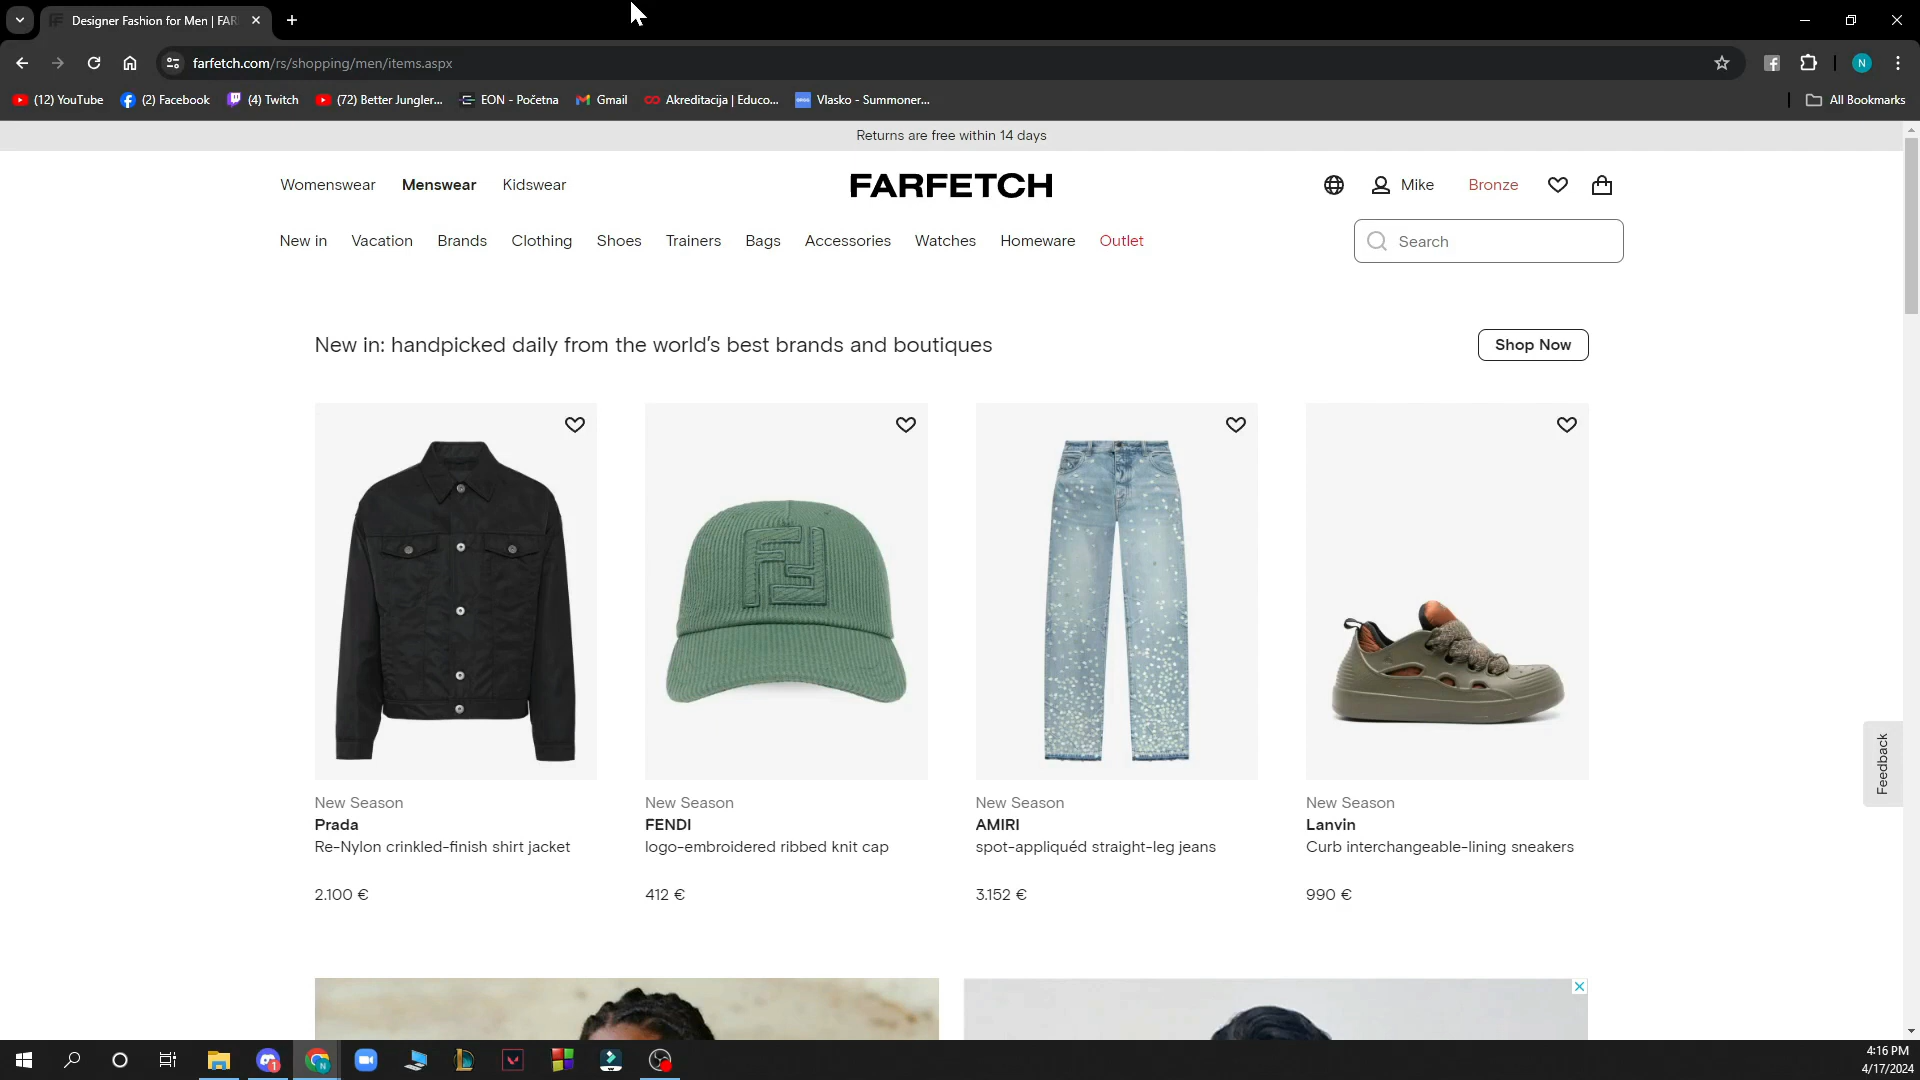 Designer Fashion for Men | FAR
farfetch.com/rs/shopping/men/items.aspx
N
(12) YouTube
(2) Facebook
(4) Twitch
(72) Better Jungler...
EON - Početna
Gmail
Akreditacija | Educo...
Vlasko - Summoner...
All Bookmarks
Returns are free within 14 days
Womenswear
Menswear
Kidswear
FARFETCH
Mike
Bronze
New in
Vacation
Brands
Clothing
Shoes
Trainers
Bags
Accessories
Watches
Homeware
Outlet
Search
New in: handpicked daily from the world's best brands and boutiques
Shop Now
New Season
Prada
Re-Nylon crinkled-finish shirt jacket
2.100 €
New Season
FENDI
logo-embroidered ribbed knit cap
412 €
New Season
AMIRI
spot-appliquéd straight-leg jeans
3.152 €
New Season
Lanvin
Curb interchangeable-lining sneakers
990 €
Feedback
4:16 PM
4/17/2024